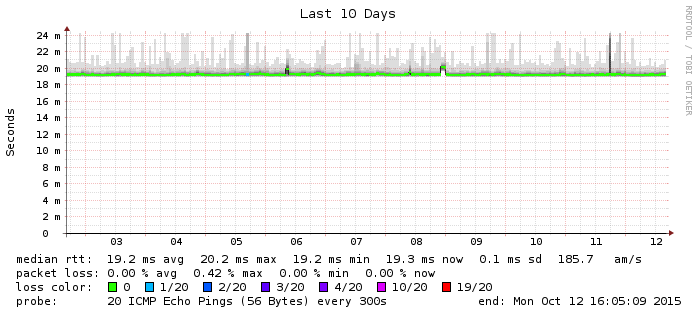 Last 10 Days
RRDTOOL / TOBI OETIKER
Seconds
24 m
22 m
20 m
18 m
16 m
14 m
12 m
10 m
8 m
6 m
4 m
2 m
0
03 04 05 06 07 08 09 10 11 12
median rtt: 19.2 ms avg 20.2 ms max 19.2 ms min 19.3 ms now 0.1 ms sd 185.7 am/s
packet loss: 0.00 % avg 0.42 % max 0.00 % min 0.00 % now
loss color: 0 1/20 2/20 3/20 4/20 10/20 19/20
probe: 20 ICMP Echo Pings (56 Bytes) every 300s end: Mon Oct 12 16:05:09 2015